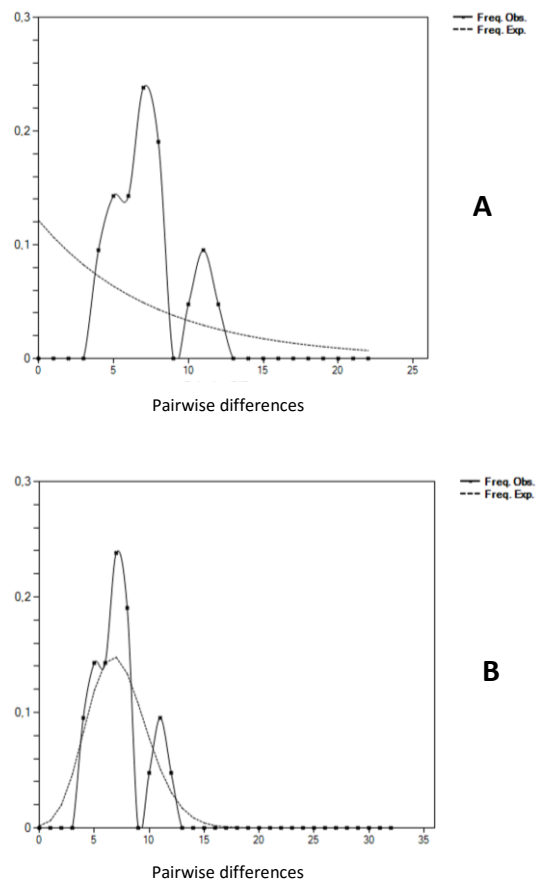 0,3
Freq. Obs.
Freq. Exp.
0,2
A
0,1
0
0 5 10 15 20 25
Pairwise differences
0,3
Freq. Obs.
Freq. Exp.
0,2
B
0,1
0
0 5 10 15 20 25 30 35
Pairwise differences